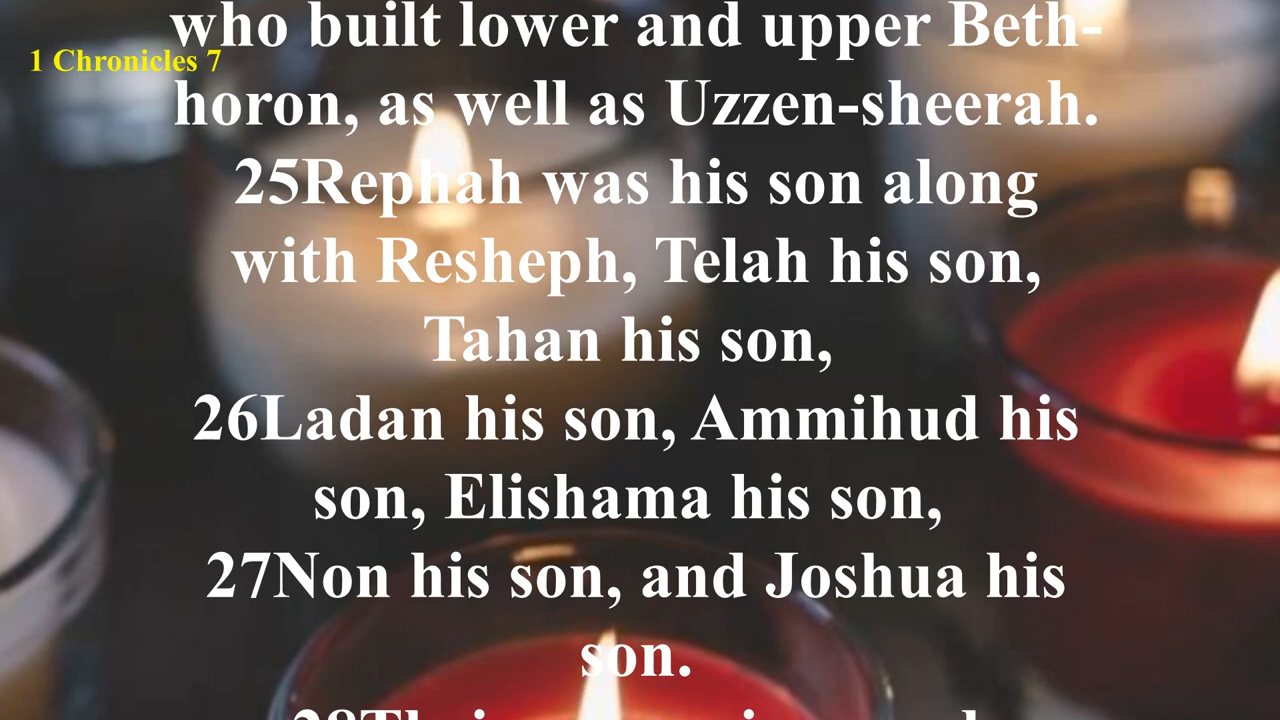 1 Chronicles 7
who built lower and upper Beth-
horon, as well as Uzzen-sheerah.
25Rephah was his son along
with Resheph, Telah his son,
Tahan his son,
26Ladan his son, Ammihud his
son, Elishama his son,
27Non his son, and Joshua his
son.